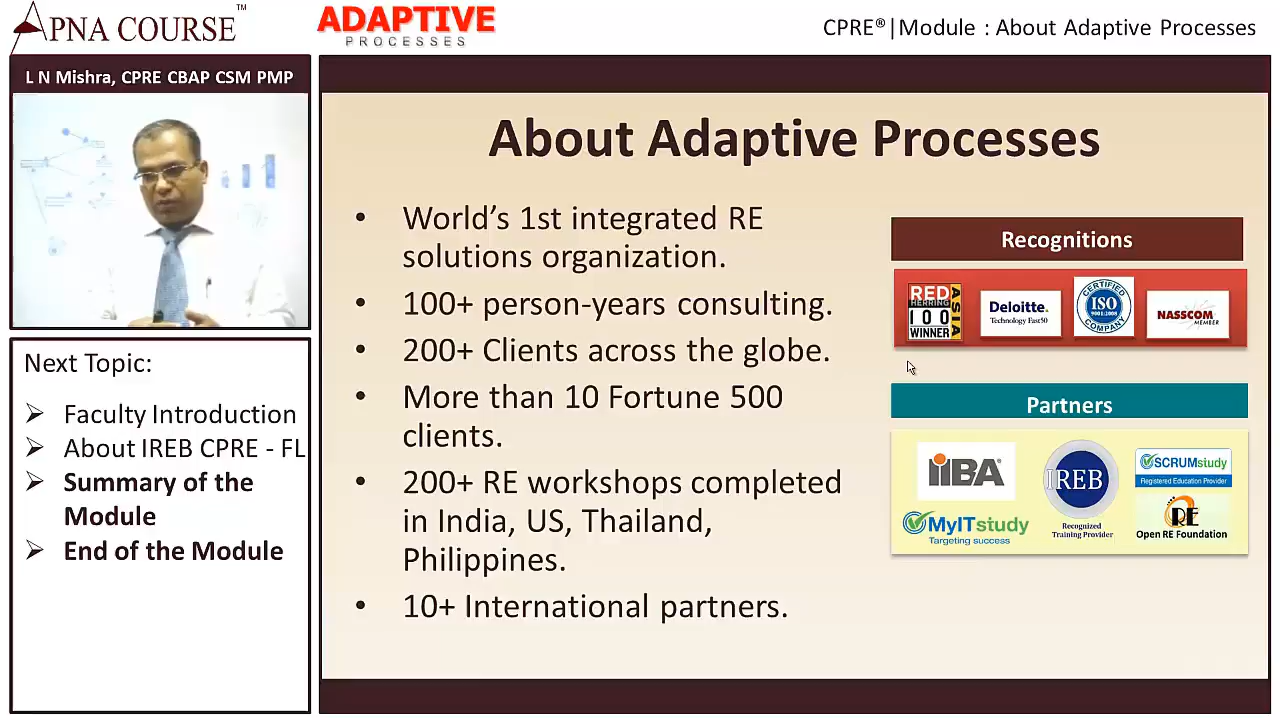 APNA COURSE™
ADAPTIVE
PROCESSES
CPRE®|Module : About Adaptive Processes
L N Mishra, CPRE CBAP CSM PMP
Next Topic:
➢ Faculty Introduction
➢ About IREB CPRE - FL
➢ Summary of the
Module
➢ End of the Module
About Adaptive Processes
• World’s 1st integrated RE
solutions organization.
• 100+ person-years consulting.
• 200+ Clients across the globe.
• More than 10 Fortune 500
clients.
• 200+ RE workshops completed
in India, US, Thailand,
Philippines.
• 10+ International partners.
Recognitions
RED
HERRING
100
WINNER
ASIA
Deloitte.
Technology Fast50
CERTIFIED
ISO
9001:2008
COMPANY
NASSCOM
MEMBER
Partners
IIBA
IREB
Recognized
Training Provider
SCRUMstudy
Registered Education Provider
MyITstudy
Targeting success
RE
Open RE Foundation